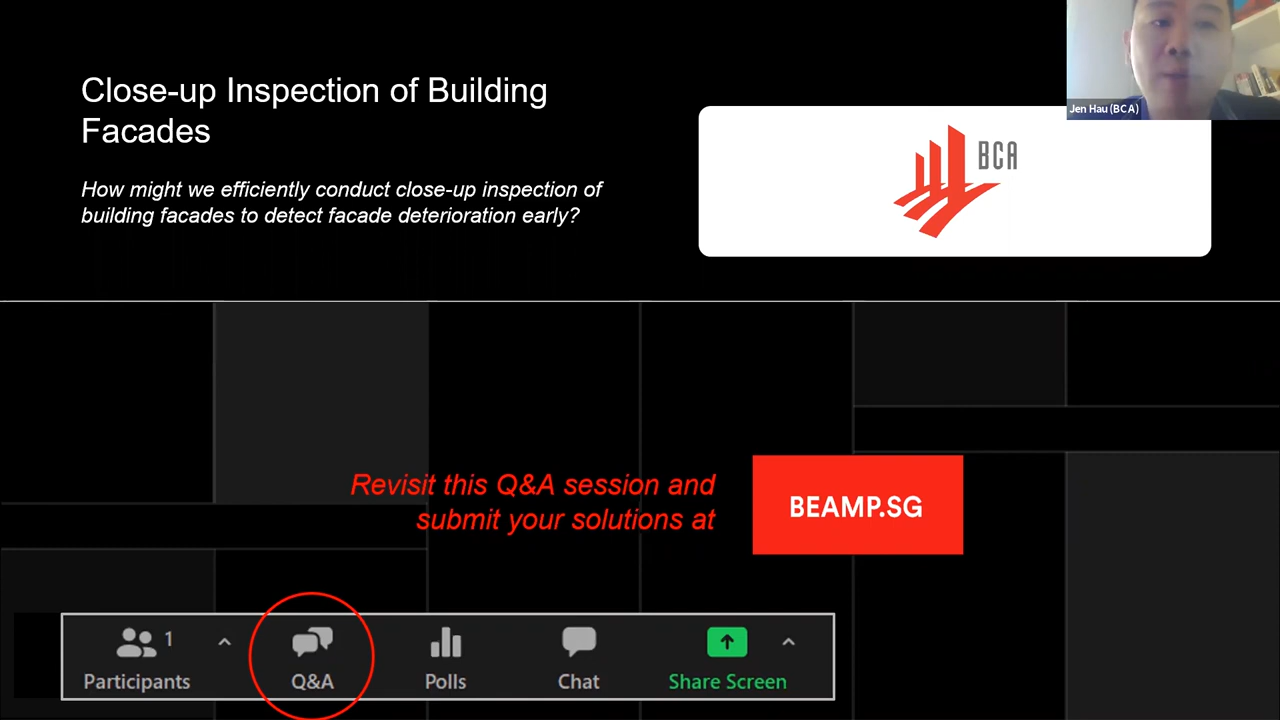 Close-up Inspection of Building
Facades
How might we efficiently conduct close-up inspection of
building facades to detect facade deterioration early?
BCA
Jen Hau (BCA)
Revisit this Q&A session and
submit your solutions at
BEAMP.SG
1
Participants
Q&A
Polls
Chat
Share Screen